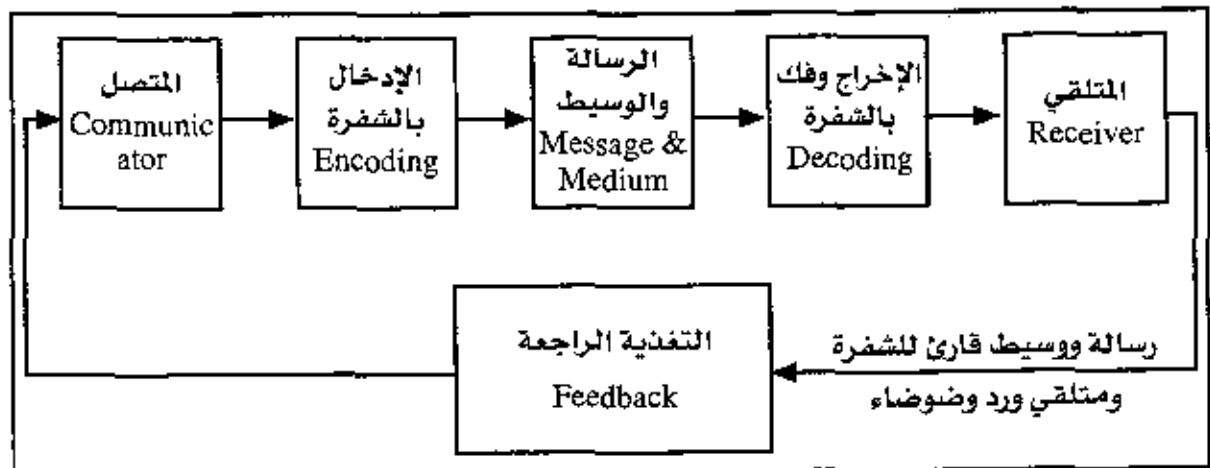 المتصل
Communic
ator
الإدخال
بالشفرة
Encoding
الرسالة
والوسيط
Message &
Medium
الإخراج وفك
بالشفرة
Decoding
المتلقي
Receiver
التغذية الراجعة
Feedback
رسالة ووسيط قارئ للشفرة
ومتلقي ورد وضوضاء